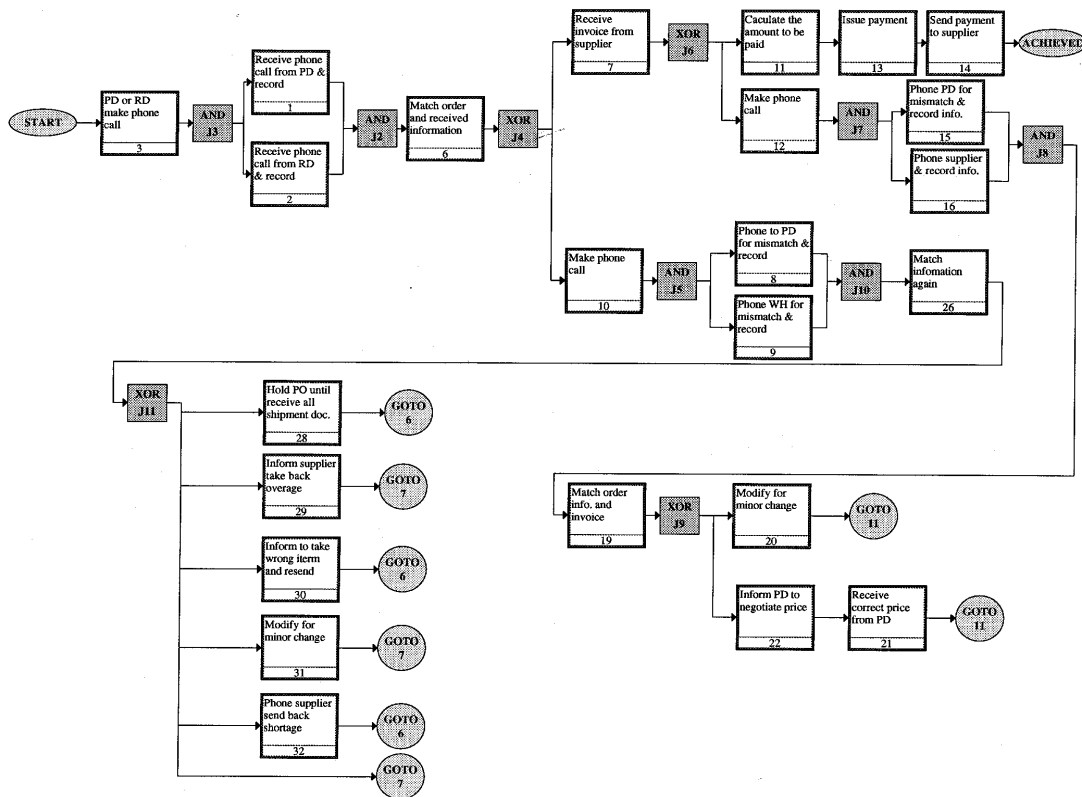 START
PD or RD
make phone
call
3
AND
J3
Receive phone
call from PD &
record
1
Receive phone
call from RD
& record
2
AND
J2
Match order
and received
information
6
XOR
J4
Receive
invoice from
supplier
7
XOR
J6
Caculate the
amount to be
paid
11
Issue payment
13
Send payment
to supplier
14
ACHIEVED
Make phone
call
12
AND
J7
Phone PD for
mismatch &
record info.
15
Phone supplier
& record info.
16
AND
J8
Make phone
call
10
AND
J5
Phone to PD
for mismatch &
record
8
Phone WH for
mismatch &
record
9
AND
J10
Match
infomation
again
26
XOR
J11
Hold PO until
receive all
shipment doc.
28
GOTO
6
Inform supplier
take back
overage
29
GOTO
7
Inform to take
wrong iterm
and resend
30
GOTO
6
Modify for
minor change
31
GOTO
7
Phone supplier
send back
shortage
32
GOTO
6
GOTO
7
Match order
info. and
invoice
19
XOR
J9
Modify for
minor change
20
GOTO
11
Inform PD to
negotiate price
22
Receive
correct price
from PD
21
GOTO
11